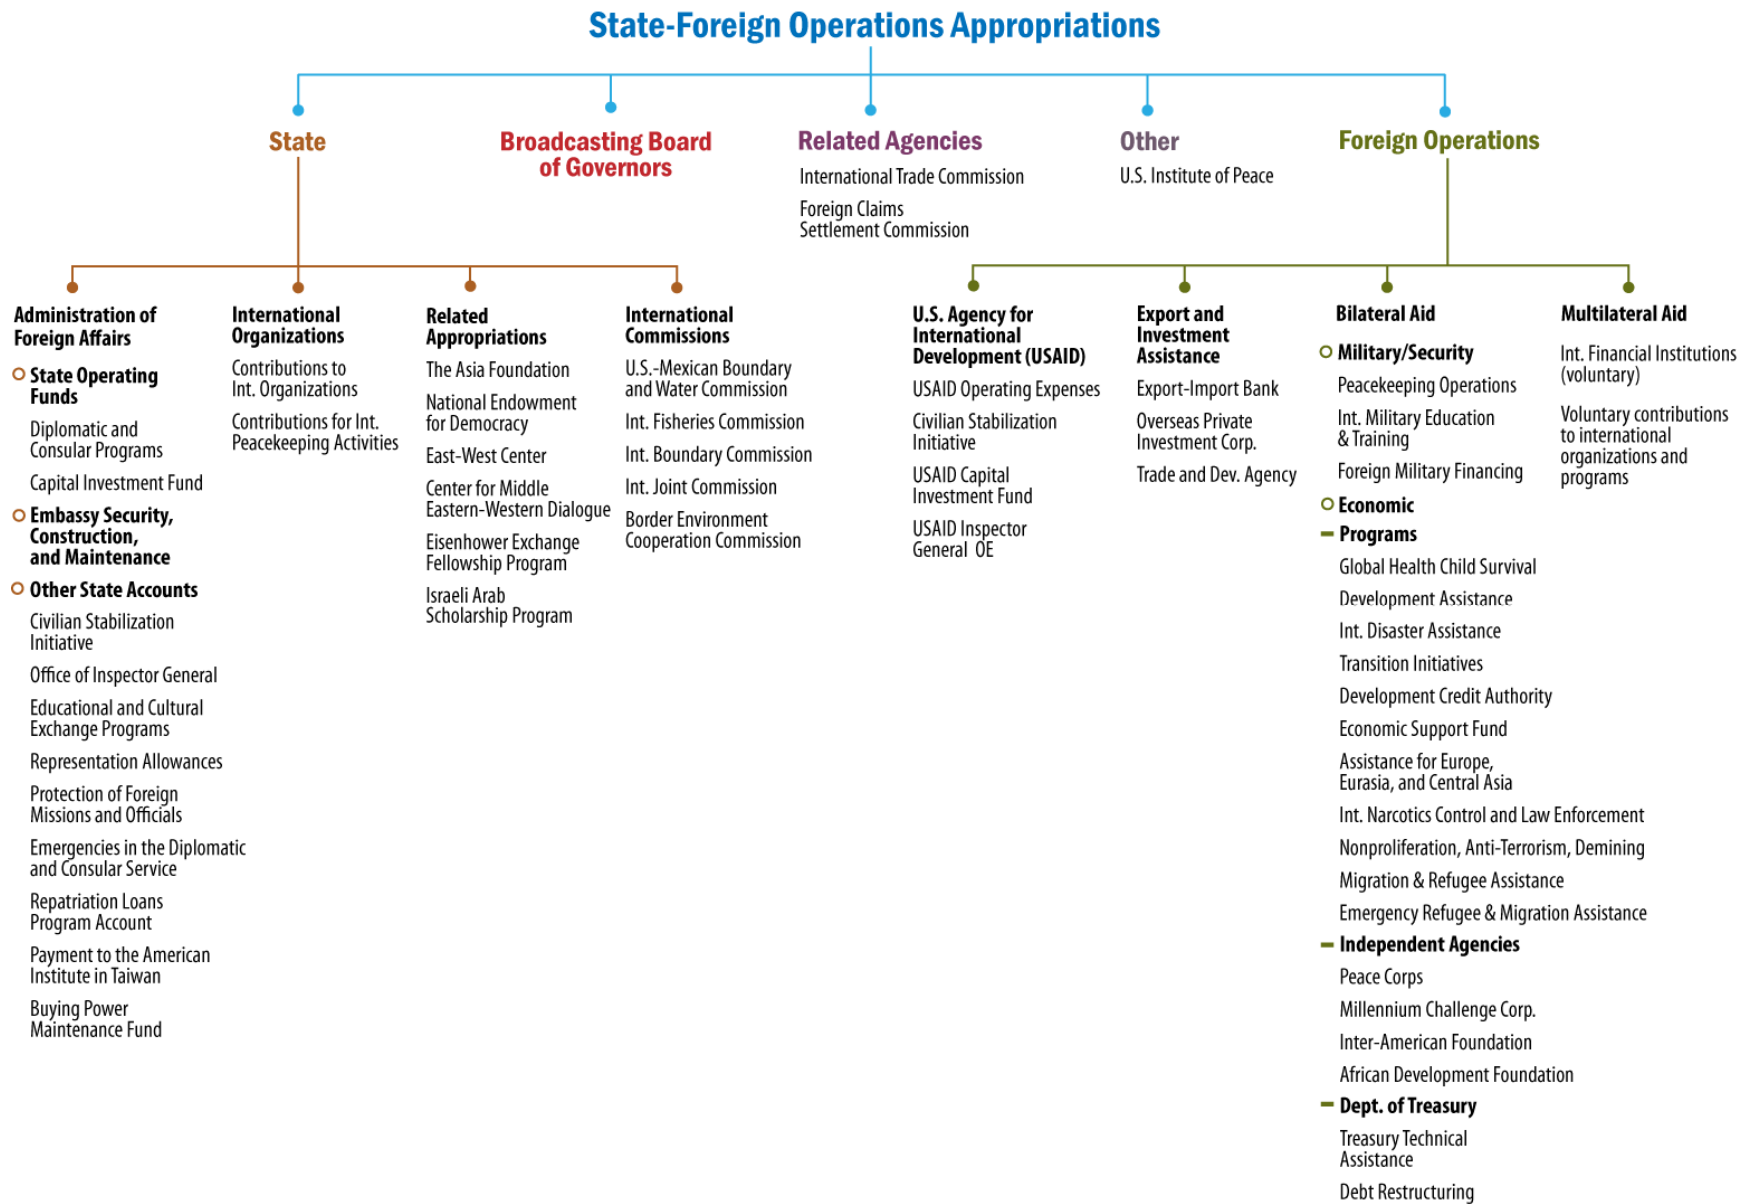 State-Foreign Operations Appropriations
State
Broadcasting Board
of Governors
Related Agencies
International Trade Commission
Foreign Claims
Settlement Commission
Other
U.S. Institute of Peace
Foreign Operations
Administration of
Foreign Affairs
State Operating
Funds
Diplomatic and
Consular Programs
Capital Investment Fund
Embassy Security,
Construction,
and Maintenance
Other State Accounts
Civilian Stabilization
Initiative
Office of Inspector General
Educational and Cultural
Exchange Programs
Representation Allowances
Protection of Foreign
Missions and Officials
Emergencies in the Diplomatic
and Consular Service
Repatriation Loans
Program Account
Payment to the American
Institute in Taiwan
Buying Power
Maintenance Fund
International
Organizations
Contributions to
Int. Organizations
Contributions for Int.
Peacekeeping Activities
Related
Appropriations
The Asia Foundation
National Endowment
for Democracy
East-West Center
Center for Middle
Eastern-Western Dialogue
Eisenhower Exchange
Fellowship Program
Israeli Arab
Scholarship Program
International
Commissions
U.S.-Mexican Boundary
and Water Commission
Int. Fisheries Commission
Int. Boundary Commission
Int. Joint Commission
Border Environment
Cooperation Commission
U.S. Agency for
International
Development (USAID)
USAID Operating Expenses
Civilian Stabilization
Initiative
USAID Capital
Investment Fund
USAID Inspector
General OE
Export and
Investment
Assistance
Export-Import Bank
Overseas Private
Investment Corp.
Trade and Dev. Agency
Bilateral Aid
Military/Security
Peacekeeping Operations
Int. Military Education
& Training
Foreign Military Financing
Economic
Programs
Global Health Child Survival
Development Assistance
Int. Disaster Assistance
Transition Initiatives
Development Credit Authority
Economic Support Fund
Assistance for Europe,
Eurasia, and Central Asia
Int. Narcotics Control and Law Enforcement
Nonproliferation, Anti-Terrorism, Demining
Migration & Refugee Assistance
Emergency Refugee & Migration Assistance
Independent Agencies
Peace Corps
Millennium Challenge Corp.
Inter-American Foundation
African Development Foundation
Dept. of Treasury
Treasury Technical
Assistance
Debt Restructuring
Multilateral Aid
Int. Financial Institutions
(voluntary)
Voluntary contributions
to international
organizations and
programs